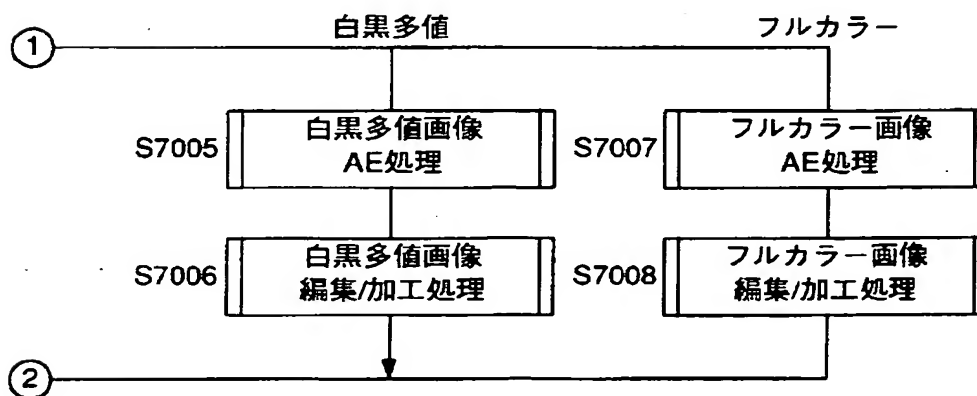 白黒多値 フルカラー
1
S7005 白黒多値画像 AE処理
S7007 フルカラー画像 AE処理
S7006 白黒多値画像 編集/加工処理
S7008 フルカラー画像 編集/加工処理
2